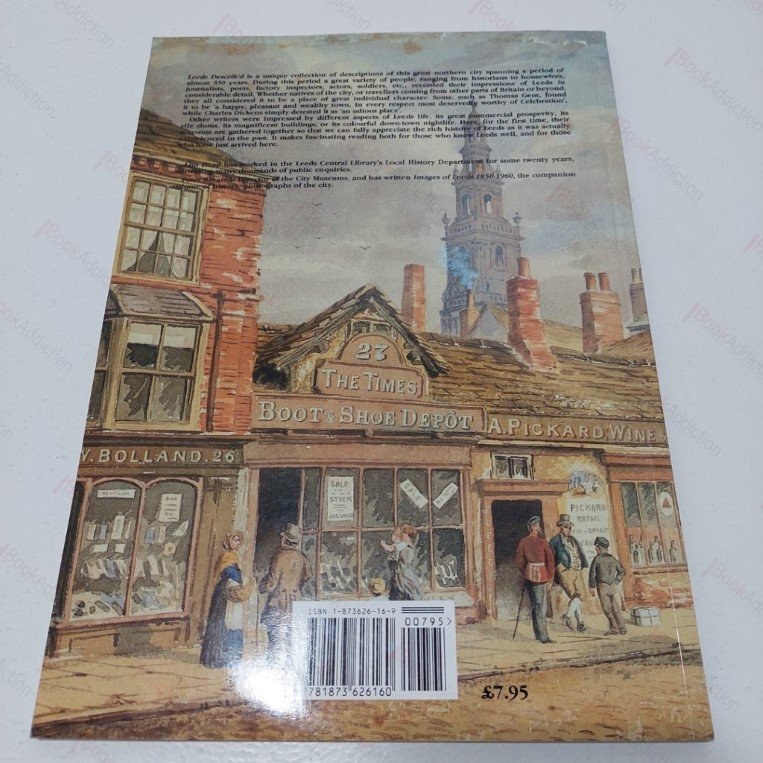 Leeds Describ'd is a unique collection of descriptions of this great northern city spanning a period of
almost 350 years. During this period a great variety of people, ranging from historians to housewives,
journalists, poets, factory inspectors, actors, soldiers, etc., recorded their impressions of Leeds in
considerable detail. Whether natives of the city, or travellers coming from other parts of Britain or beyond,
they all considered it to be a place of great individual character. Some, such as Thomas Gent, found
it to be 'a happy, pleasant and wealthy town, in every respect most deservedly worthy of Celebration',
while Charles Dickens simply detested it as 'an odious place'.
Other writers were impressed by different aspects of Leeds life, its great commercial prosperity, its
slums, its magnificent buildings, or its colourful down-town nightlife. Here, for the first time, their
accounts are gathered together so that we can fully appreciate the rich history of Leeds as it was actually
experienced in the past. It makes fascinating reading both for those who know Leeds well, and for those
who have just arrived here.
Heap has worked in the Leeds Central Library's Local History Department for some twenty years,
many thousands of public enquiries.
Peter Brears is Director of the City Museums, and has written Images of Leeds 1850-1960, the companion
volume of historic photographs of the city.
27
THE TIMES
BOOT & SHOE DEPÔT
A. PICKARD WINE
W. BOLLAND. 26
SALE
STOCK
SALE
PICKARD
RETAIL
SPIRIT
ISBN 1-873626-16-9
00795>
781873 626160
£7.95
BookAddiction